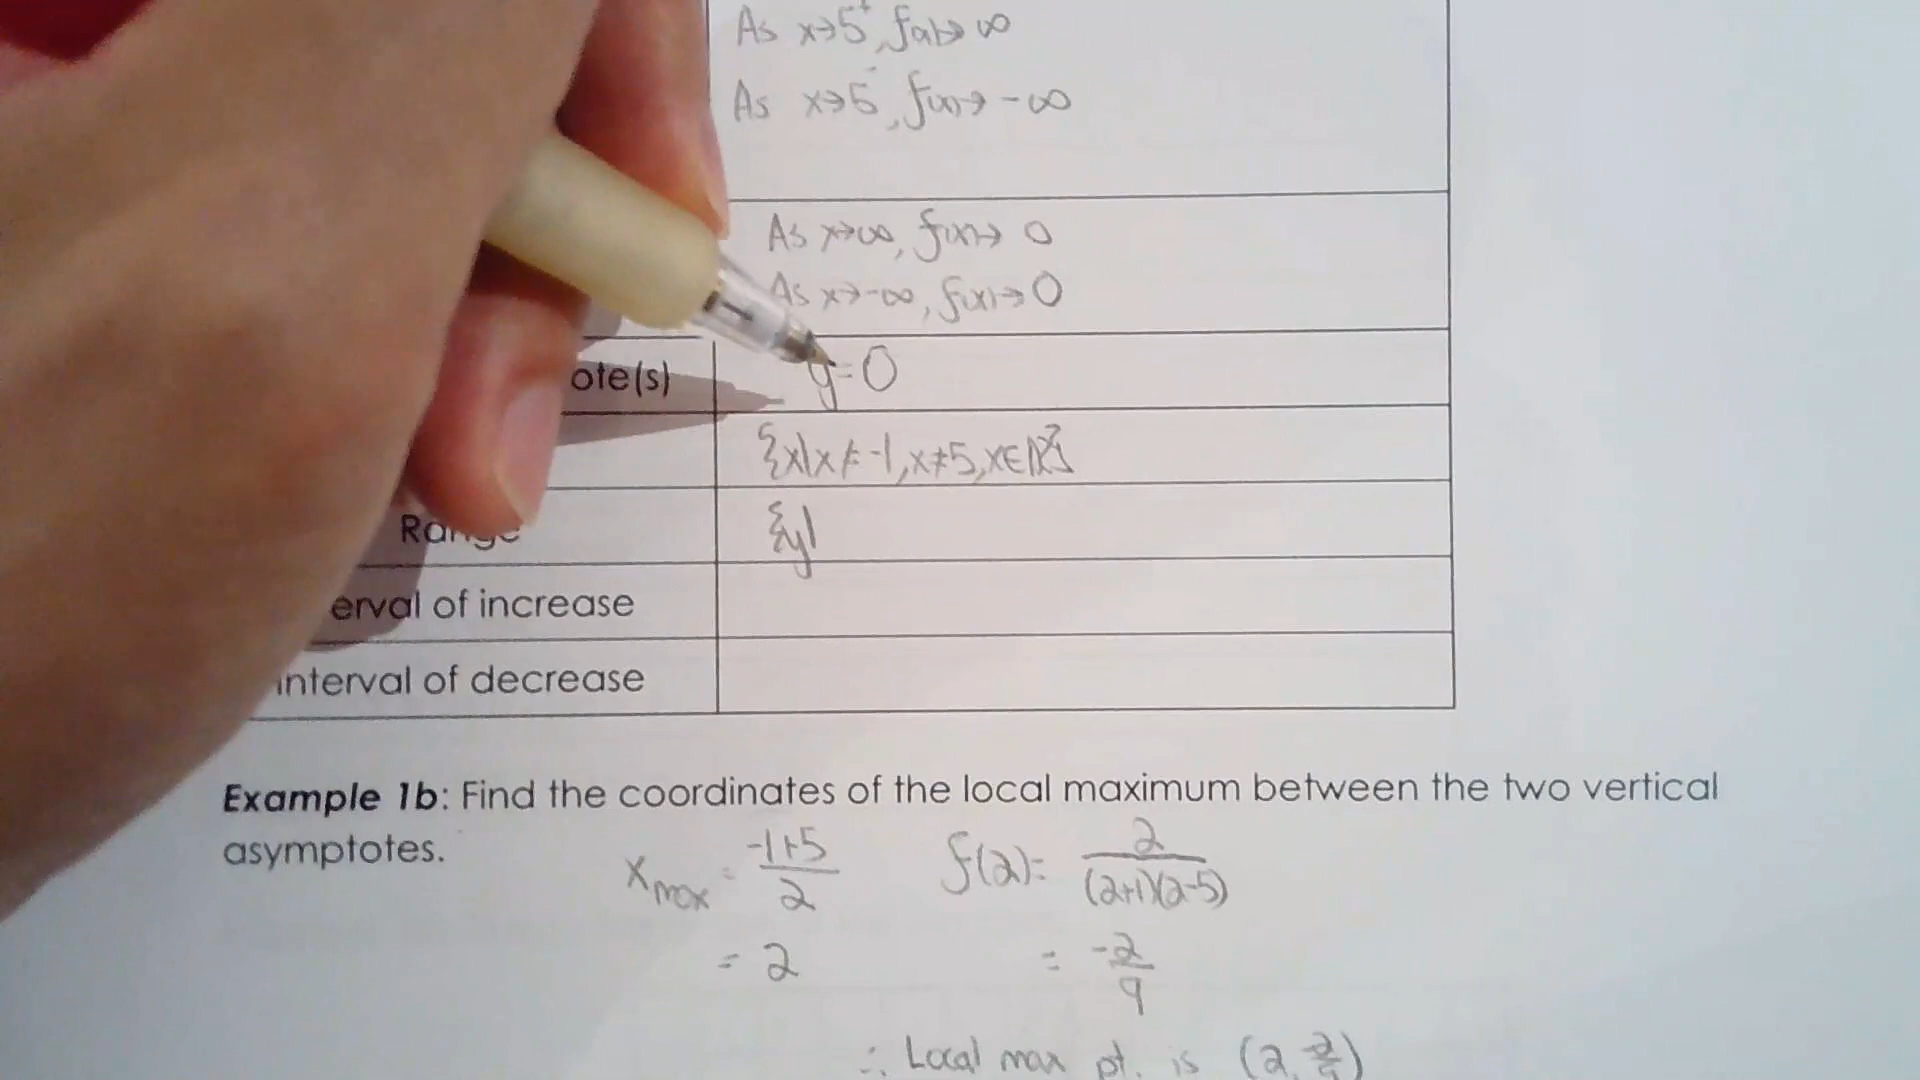 As x→5⁺, f(x)→ ∞
As x→5⁻, f(x)→ -∞
As x→∞, f(x)→ 0
As x→-∞, f(x)→ 0
ote(s)
y=0
{x|x≠-1, x≠5, x∈ℝ}
Range
{y|
erval of increase
interval of decrease
Example 1b: Find the coordinates of the local maximum between the two vertical
asymptotes.
x_max = (-1+5)/2 f(2)= 2/((2+1)(2-5))
= 2 = -2/9
∴ Local max pt. is (2, -2/9)